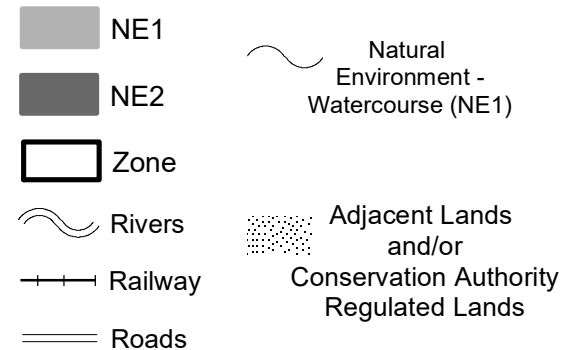 NE1
NE2
Zone
Rivers
Railway
Roads
Natural
Environment -
Watercourse (NE1)
Adjacent Lands
and/or
Conservation Authority
Regulated Lands